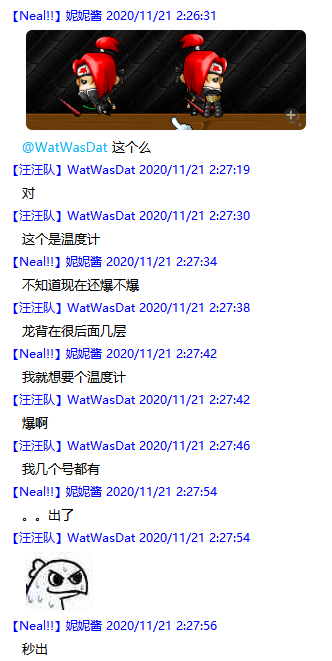 【Neal!!】妮妮酱 2020/11/21 2:26:31
@WatWasDat 这个么
【汪汪队】WatWasDat 2020/11/21 2:27:19
对
【汪汪队】WatWasDat 2020/11/21 2:27:30
这个是温度计
【Neal!!】妮妮酱 2020/11/21 2:27:34
不知道现在还爆不爆
【汪汪队】WatWasDat 2020/11/21 2:27:38
龙背在很后面几层
【Neal!!】妮妮酱 2020/11/21 2:27:42
我就想要个温度计
【汪汪队】WatWasDat 2020/11/21 2:27:42
爆啊
【汪汪队】WatWasDat 2020/11/21 2:27:46
我几个号都有
【Neal!!】妮妮酱 2020/11/21 2:27:54
。。出了
【汪汪队】WatWasDat 2020/11/21 2:27:54
【Neal!!】妮妮酱 2020/11/21 2:27:56
秒出